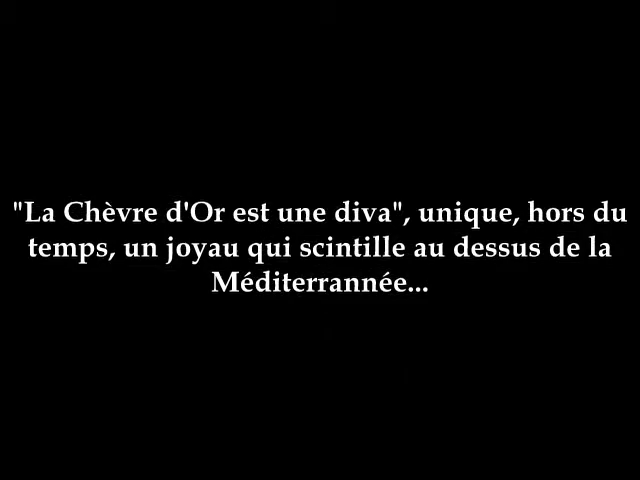 "La Chèvre d'Or est une diva", unique, hors du
temps, un joyau qui scintille au dessus de la
Méditerrannée...